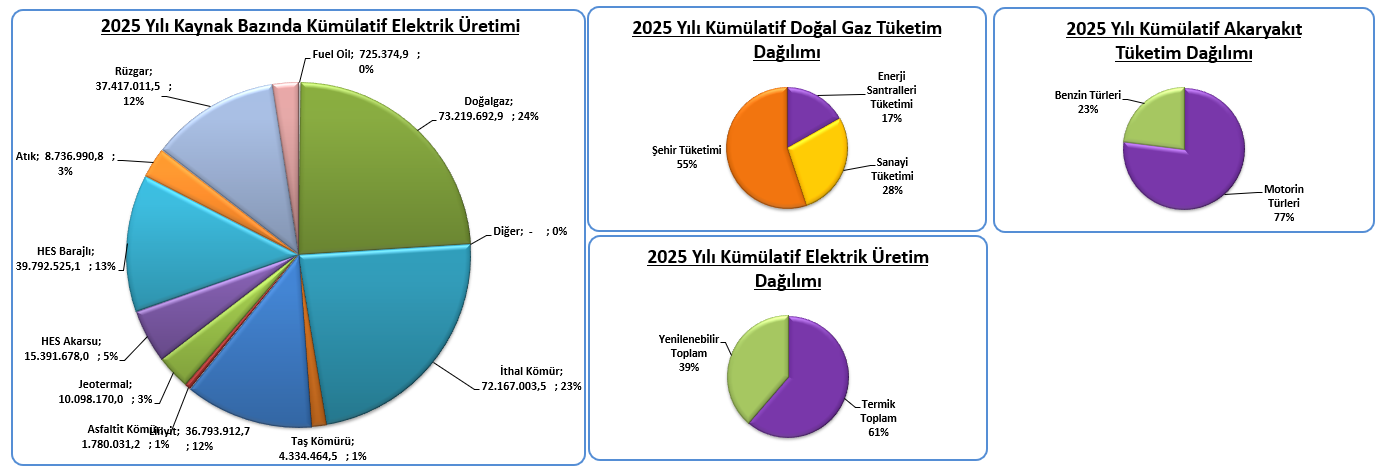 2025 Yılı Kaynak Bazında Kümülatif Elektrik Üretimi
Fuel Oil; 725.374,9 ;
0%
Rüzgar;
37.417.011,5 ;
12%
Doğalgaz;
73.219.692,9 ; 24%
Atık; 8.736.990,8 ;
3%
Diğer; - ; 0%
HES Barajlı;
39.792.525,1 ; 13%
HES Akarsu;
15.391.678,0 ; 5%
İthal Kömür;
72.167.003,5 ; 23%
Jeotermal;
10.098.170,0 ; 3%
Asfaltit Kömür;
1.780.031,2 ; 1%
Linyit; 36.793.912,7
; 12%
Taş Kömürü;
4.334.464,5 ; 1%
2025 Yılı Kümülatif Doğal Gaz Tüketim
Dağılımı
Enerji
Santralleri
Tüketimi
17%
Şehir Tüketimi
55%
Sanayi
Tüketimi
28%
2025 Yılı Kümülatif Akaryakıt
Tüketim Dağılımı
Benzin Türleri
23%
Motorin
Türleri
77%
2025 Yılı Kümülatif Elektrik Üretim
Dağılımı
Yenilenebilir
Toplam
39%
Termik
Toplam
61%